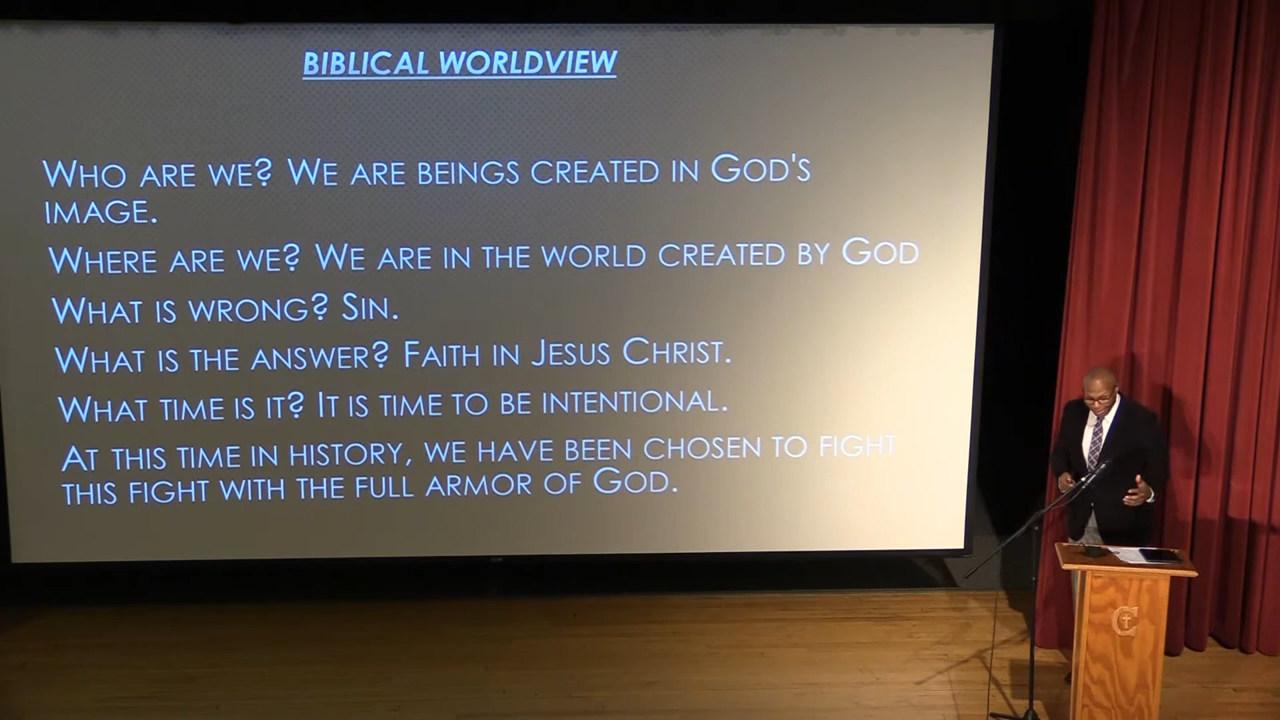 BIBLICAL WORLDVIEW
WHO ARE WE? WE ARE BEINGS CREATED IN GOD'S
IMAGE.
WHERE ARE WE? WE ARE IN THE WORLD CREATED BY GOD
WHAT IS WRONG? SIN.
WHAT IS THE ANSWER? FAITH IN JESUS CHRIST.
WHAT TIME IS IT? IT IS TIME TO BE INTENTIONAL.
AT THIS TIME IN HISTORY, WE HAVE BEEN CHOSEN TO FIGHT
THIS FIGHT WITH THE FULL ARMOR OF GOD.
C